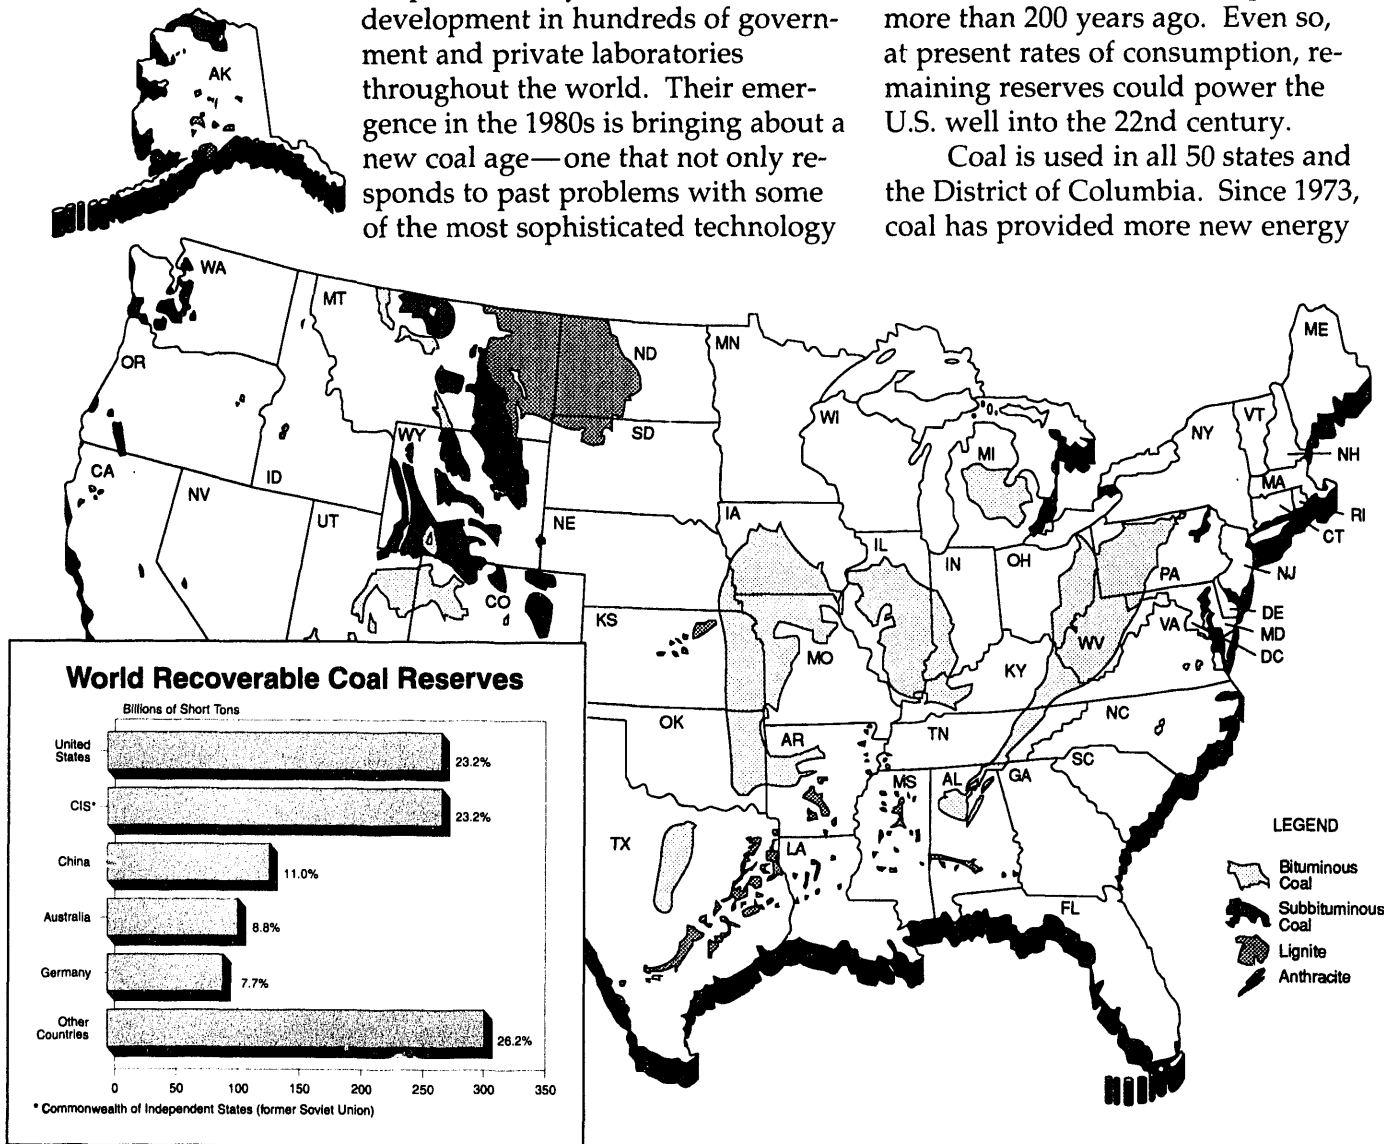 development in hundreds of govern-
ment and private laboratories
throughout the world. Their emer-
gence in the 1980s is bringing about a
new coal age—one that not only re-
sponds to past problems with some
of the most sophisticated technology
more than 200 years ago. Even so,
at present rates of consumption, re-
maining reserves could power the
U.S. well into the 22nd century.
Coal is used in all 50 states and
the District of Columbia. Since 1973,
coal has provided more new energy
AK
WA
MT
ND
MN
ME
OR
WI
VT
NY
WY
SD
MI
NH
CA
ID
NV
MA
UT
NE
IA
RI
CT
IL
IN
OH
PA
NJ
CO
KS
DE
VA
MD
DC
WV
MO
KY
OK
NC
TN
AR
SC
MS
AL
GA
TX
LA
FL
World Recoverable Coal Reserves
Billions of Short Tons
United
States
23.2%
CIS*
23.2%
China
11.0%
Australia
8.8%
Germany
7.7%
Other
Countries
26.2%
0 50 100 150 200 250 300 350
* Commonwealth of Independent States (former Soviet Union)
LEGEND
Bituminous
Coal
Subbituminous
Coal
Lignite
Anthracite